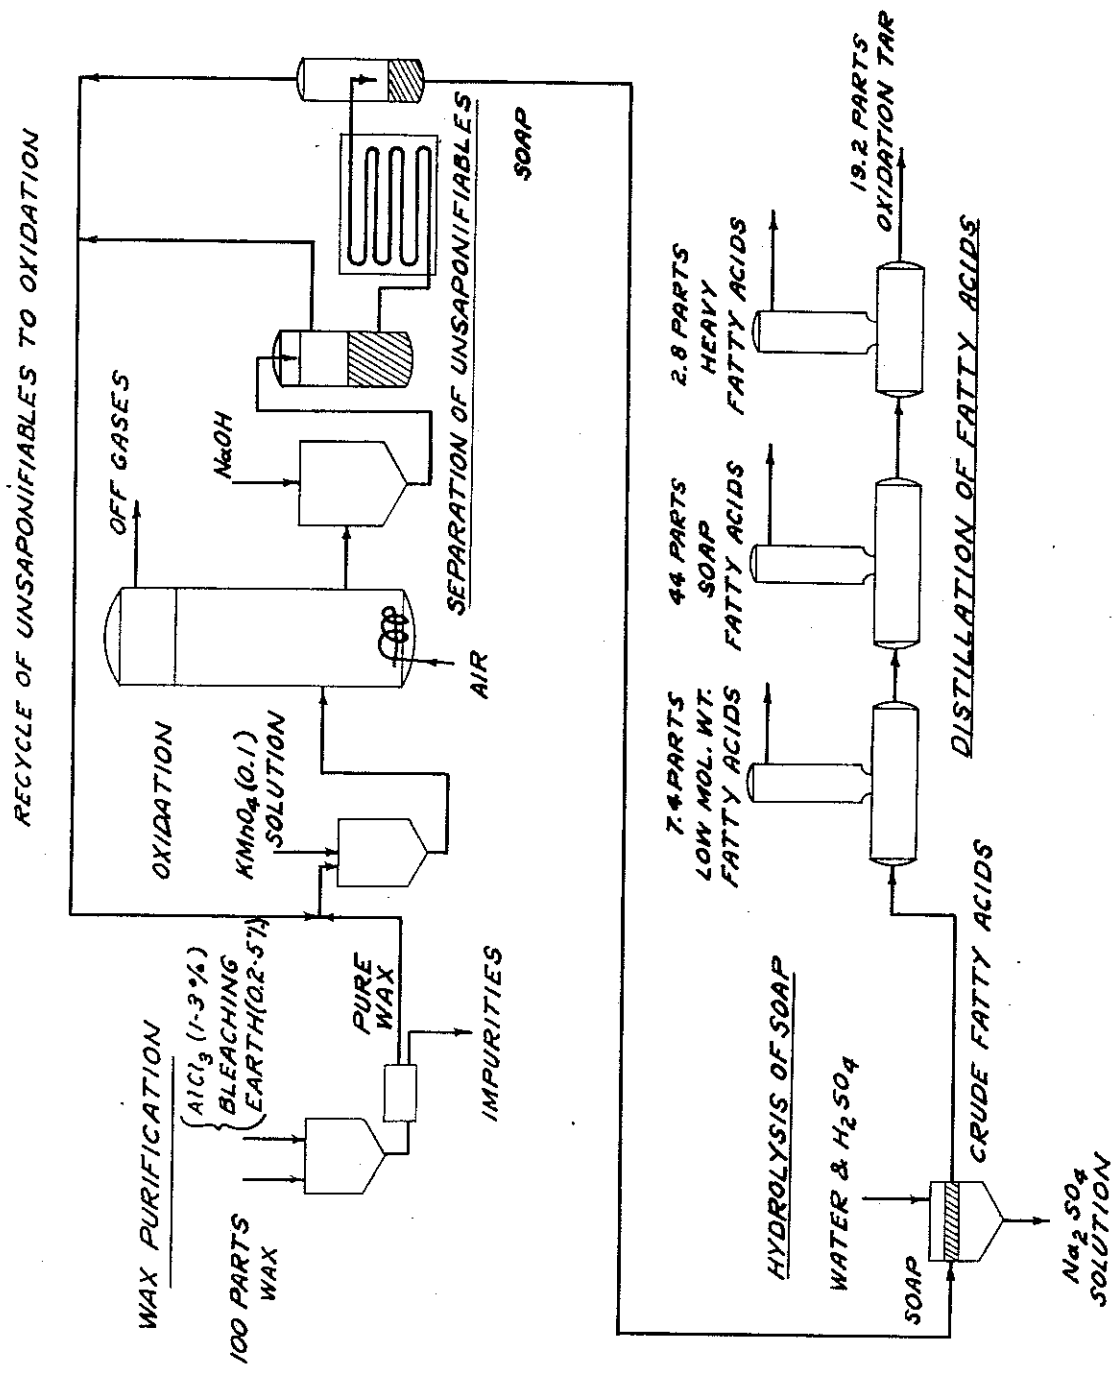 RECYCLE OF UNSAPONIFIABLES TO OXIDATION
WAX PURIFICATION
100 PARTS
WAX
AlCl3 (1-3%)
BLEACHING
EARTH(0.2-5%)
PURE
WAX
IMPURITIES
OXIDATION
KMnO4(0.1)
SOLUTION
OFF GASES
AIR
NaOH
SEPARATION OF UNSAPONIFIABLES
SOAP
HYDROLYSIS OF SOAP
WATER & H2SO4
SOAP
Na2SO4
SOLUTION
CRUDE FATTY ACIDS
7.4 PARTS
LOW MOL. WT.
FATTY ACIDS
44 PARTS
SOAP
FATTY ACIDS
2.8 PARTS
HEAVY
FATTY ACIDS
19.2 PARTS
OXIDATION TAR
DISTILLATION OF FATTY ACIDS